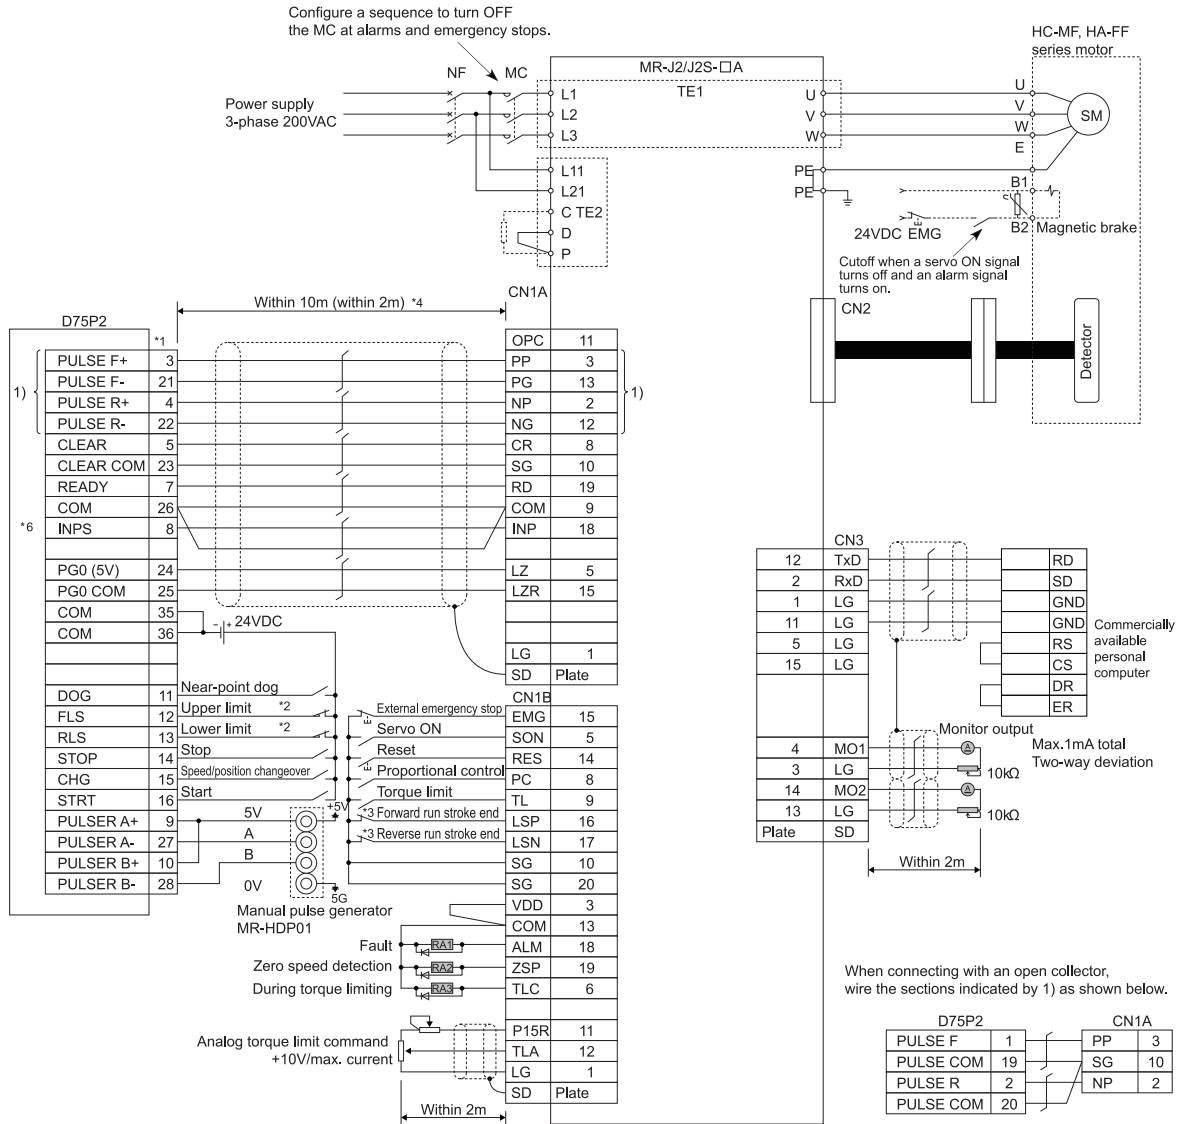 Configure a sequence to turn OFF
the MC at alarms and emergency stops.
HC-MF, HA-FF
series motor
MR-J2/J2S-□A
NF MC
TE1
Power supply
3-phase 200VAC
L1
L2
L3
U
V
W
U
V
W
E
SM
L11
L21
C TE2
D
P
PE
PE
B1
B2
Magnetic brake
24VDC EMG
Cutoff when a servo ON signal
turns off and an alarm signal
turns on.
CN2
Detector
Within 10m (within 2m) *4
CN1A
D75P2
*1
1)
1)
PULSE F+ 3
PULSE F- 21
PULSE R+ 4
PULSE R- 22
CLEAR 5
CLEAR COM 23
READY 7
COM 26
*6 INPS 8
PG0 (5V) 24
PG0 COM 25
COM 35
COM 36
DOG 11
FLS 12
RLS 13
STOP 14
CHG 15
STRT 16
PULSER A+ 9
PULSER A- 27
PULSER B+ 10
PULSER B- 28
OPC 11
PP 3
PG 13
NP 2
NG 12
CR 8
SG 10
RD 19
COM 9
INP 18
LZ 5
LZR 15
LG 1
SD Plate
- + 24VDC
Near-point dog
Upper limit *2
Lower limit *2
Stop
Speed/position changeover
Start
5V
A
B
0V
+5V
5G
Manual pulse generator
MR-HDP01
External emergency stop
Servo ON
Reset
Proportional control
Torque limit
*3 Forward run stroke end
*3 Reverse run stroke end
CN1B
EMG 15
SON 5
RES 14
PC 8
TL 9
LSP 16
LSN 17
SG 10
SG 20
VDD 3
COM 13
ALM 18
ZSP 19
TLC 6
P15R 11
TLA 12
LG 1
SD Plate
Fault RA1
Zero speed detection RA2
During torque limiting RA3
Analog torque limit command
+10V/max. current
Within 2m
CN3
12 TxD
2 RxD
1 LG
11 LG
5 LG
15 LG
4 MO1
3 LG
14 MO2
13 LG
Plate SD
RD
SD
GND
GND
RS
CS
DR
ER
Commercially
available
personal
computer
Monitor output
A
10kΩ
A
10kΩ
Max.1mA total
Two-way deviation
Within 2m
When connecting with an open collector,
wire the sections indicated by 1) as shown below.
D75P2 CN1A
PULSE F 1 PP 3
PULSE COM 19 SG 10
PULSE R 2 NP 2
PULSE COM 20